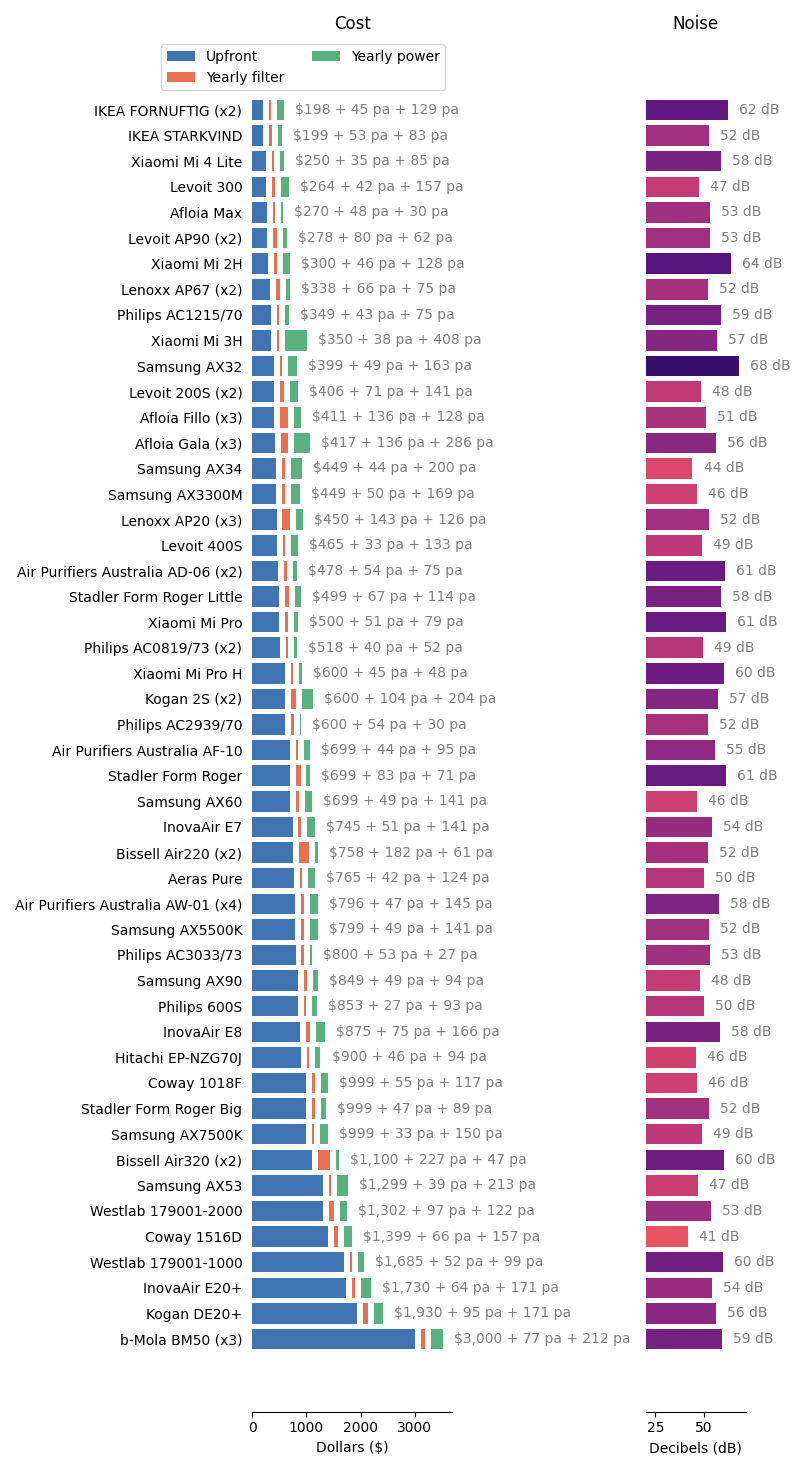 Cost Noise
Upfront Yearly power
Yearly filter
IKEA FORNUFTIG (x2) $198 + 45 pa + 129 pa 62 dB
IKEA STARKVIND $199 + 53 pa + 83 pa 52 dB
Xiaomi Mi 4 Lite $250 + 35 pa + 85 pa 58 dB
Levoit 300 $264 + 42 pa + 157 pa 47 dB
Afloia Max $270 + 48 pa + 30 pa 53 dB
Levoit AP90 (x2) $278 + 80 pa + 62 pa 53 dB
Xiaomi Mi 2H $300 + 46 pa + 128 pa 64 dB
Lenoxx AP67 (x2) $338 + 66 pa + 75 pa 52 dB
Philips AC1215/70 $349 + 43 pa + 75 pa 59 dB
Xiaomi Mi 3H $350 + 38 pa + 408 pa 57 dB
Samsung AX32 $399 + 49 pa + 163 pa 68 dB
Levoit 200S (x2) $406 + 71 pa + 141 pa 48 dB
Afloia Fillo (x3) $411 + 136 pa + 128 pa 51 dB
Afloia Gala (x3) $417 + 136 pa + 286 pa 56 dB
Samsung AX34 $449 + 44 pa + 200 pa 44 dB
Samsung AX3300M $449 + 50 pa + 169 pa 46 dB
Lenoxx AP20 (x3) $450 + 143 pa + 126 pa 52 dB
Levoit 400S $465 + 33 pa + 133 pa 49 dB
Air Purifiers Australia AD-06 (x2) $478 + 54 pa + 75 pa 61 dB
Stadler Form Roger Little $499 + 67 pa + 114 pa 58 dB
Xiaomi Mi Pro $500 + 51 pa + 79 pa 61 dB
Philips AC0819/73 (x2) $518 + 40 pa + 52 pa 49 dB
Xiaomi Mi Pro H $600 + 45 pa + 48 pa 60 dB
Kogan 2S (x2) $600 + 104 pa + 204 pa 57 dB
Philips AC2939/70 $600 + 54 pa + 30 pa 52 dB
Air Purifiers Australia AF-10 $699 + 44 pa + 95 pa 55 dB
Stadler Form Roger $699 + 83 pa + 71 pa 61 dB
Samsung AX60 $699 + 49 pa + 141 pa 46 dB
InovaAir E7 $745 + 51 pa + 141 pa 54 dB
Bissell Air220 (x2) $758 + 182 pa + 61 pa 52 dB
Aeras Pure $765 + 42 pa + 124 pa 50 dB
Air Purifiers Australia AW-01 (x4) $796 + 47 pa + 145 pa 58 dB
Samsung AX5500K $799 + 49 pa + 141 pa 52 dB
Philips AC3033/73 $800 + 53 pa + 27 pa 53 dB
Samsung AX90 $849 + 49 pa + 94 pa 48 dB
Philips 600S $853 + 27 pa + 93 pa 50 dB
InovaAir E8 $875 + 75 pa + 166 pa 58 dB
Hitachi EP-NZG70J $900 + 46 pa + 94 pa 46 dB
Coway 1018F $999 + 55 pa + 117 pa 46 dB
Stadler Form Roger Big $999 + 47 pa + 89 pa 52 dB
Samsung AX7500K $999 + 33 pa + 150 pa 49 dB
Bissell Air320 (x2) $1,100 + 227 pa + 47 pa 60 dB
Samsung AX53 $1,299 + 39 pa + 213 pa 47 dB
Westlab 179001-2000 $1,302 + 97 pa + 122 pa 53 dB
Coway 1516D $1,399 + 66 pa + 157 pa 41 dB
Westlab 179001-1000 $1,685 + 52 pa + 99 pa 60 dB
InovaAir E20+ $1,730 + 64 pa + 171 pa 54 dB
Kogan DE20+ $1,930 + 95 pa + 171 pa 56 dB
b-Mola BM50 (x3) $3,000 + 77 pa + 212 pa 59 dB
0 1000 2000 3000 25 50
Dollars ($) Decibels (dB)